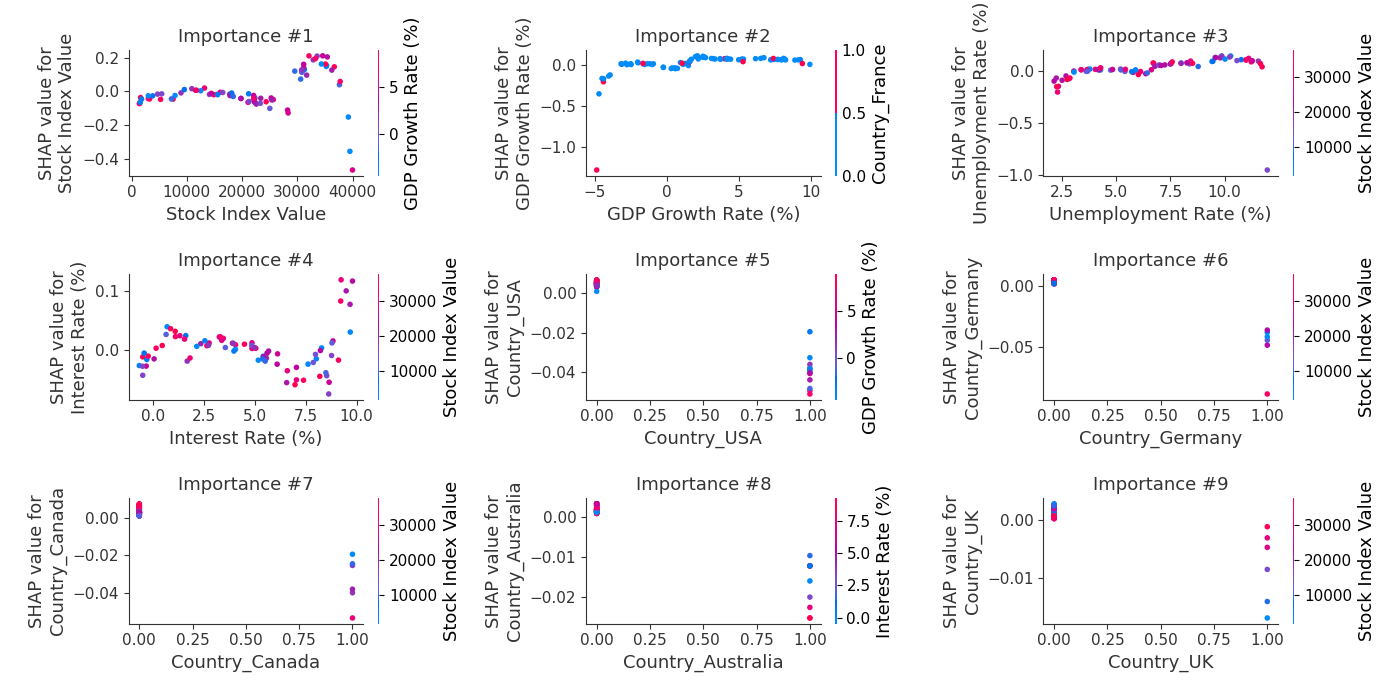 Importance #1
SHAP value for
Stock Index Value
0.2
0.0
−0.2
−0.4
0
10000
20000
30000
40000
Stock Index Value
5
0
GDP Growth Rate (%)
Importance #2
SHAP value for
GDP Growth Rate (%)
0.0
−0.5
−1.0
−5
0
5
10
GDP Growth Rate (%)
1.0
0.5
0.0
Country_France
Importance #3
SHAP value for
Unemployment Rate (%)
0.0
−0.5
−1.0
2.5
5.0
7.5
10.0
Unemployment Rate (%)
30000
20000
10000
Stock Index Value
Importance #4
SHAP value for
Interest Rate (%)
0.1
0.0
0.0
2.5
5.0
7.5
10.0
Interest Rate (%)
30000
20000
10000
Stock Index Value
Importance #5
SHAP value for
Country_USA
0.00
−0.02
−0.04
0.00
0.25
0.50
0.75
1.00
Country_USA
5
0
GDP Growth Rate (%)
Importance #6
SHAP value for
Country_Germany
0.00
−0.05
0.00
0.25
0.50
0.75
1.00
Country_Germany
30000
20000
10000
Stock Index Value
Importance #7
SHAP value for
Country_Canada
0.00
−0.02
−0.04
0.00
0.25
0.50
0.75
1.00
Country_Canada
30000
20000
10000
Stock Index Value
Importance #8
SHAP value for
Country_Australia
0.00
−0.01
−0.02
0.00
0.25
0.50
0.75
1.00
Country_Australia
7.5
5.0
2.5
0.0
Interest Rate (%)
Importance #9
SHAP value for
Country_UK
0.00
−0.01
0.00
0.25
0.50
0.75
1.00
Country_UK
30000
20000
10000
Stock Index Value